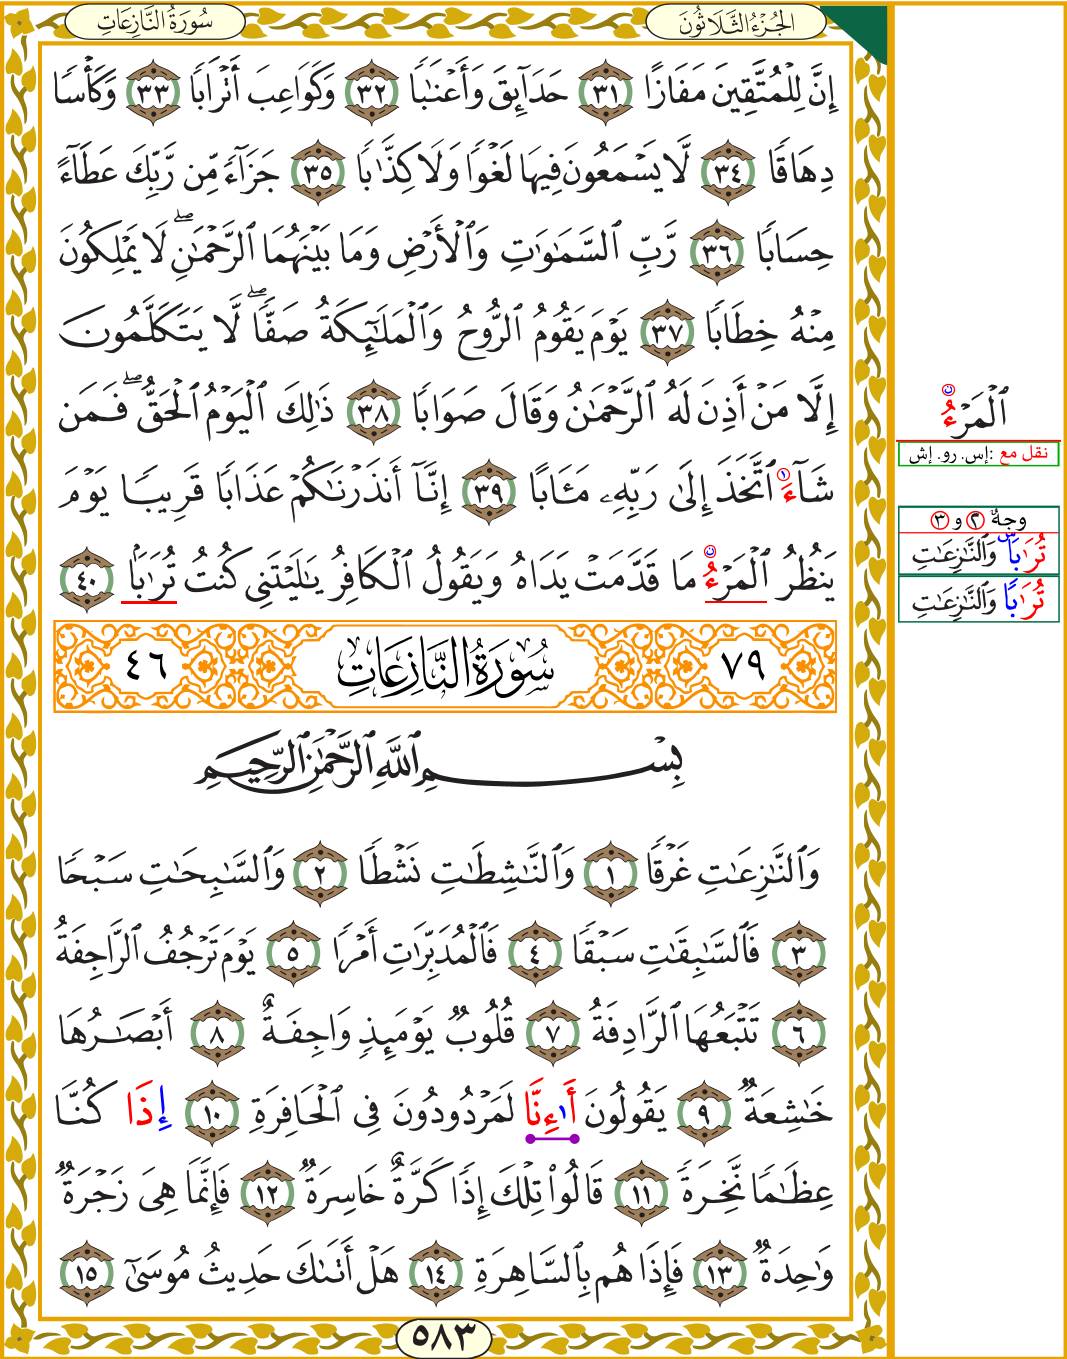 سُورَةُ النَّازِعَاتِ
الجُزْءُ الثَّلَاثُونَ
إِنَّ لِلْمُتَّقِينَ مَفَازًا ٣١ حَدَآئِقَ وَأَعْنَٰبًا ٣٢ وَكَوَاعِبَ أَتْرَابًا ٣٣ وَكَأْسًا
دِهَاقًا ٣٤ لَّا يَسْمَعُونَ فِيهَا لَغْوًا وَلَا كِذَّٰبًا ٣٥ جَزَآءً مِّن رَّبِّكَ عَطَآءً
حِسَابًا ٣٦ رَّبِّ ٱلسَّمَٰوَٰتِ وَٱلْأَرْضِ وَمَا بَيْنَهُمَا ٱلرَّحْمَٰنِۖ لَا يَمْلِكُونَ
مِنْهُ خِطَابًا ٣٧ يَوْمَ يَقُومُ ٱلرُّوحُ وَٱلْمَلَٰٓئِكَةُ صَفًّاۖ لَّا يَتَكَلَّمُونَ
إِلَّا مَنْ أَذِنَ لَهُ ٱلرَّحْمَٰنُ وَقَالَ صَوَابًا ٣٨ ذَٰلِكَ ٱلْيَوْمُ ٱلْحَقُّۖ فَمَن
شَآءَ ١ ٱتَّخَذَ إِلَىٰ رَبِّهِۦ مَـَٔابًا ٣٩ إِنَّآ أَنذَرْنَٰكُمْ عَذَابًا قَرِيبًا يَوْمَ
يَنظُرُ ٱلْمَرْءُ ن مَا قَدَّمَتْ يَدَاهُ وَيَقُولُ ٱلْكَافِرُ يَٰلَيْتَنِى كُنتُ تُرَٰبًۢا ٤٠
٧٩ سُورَةُ النَّازِعَاتِ ٤٦
بِسْمِ ٱللَّهِ ٱلرَّحْمَٰنِ ٱلرَّحِيمِ
وَٱلنَّٰزِعَٰتِ غَرْقًا ١ وَٱلنَّٰشِطَٰتِ نَشْطًا ٢ وَٱلسَّٰبِحَٰتِ سَبْحًا
٣ فَٱلسَّٰبِقَٰتِ سَبْقًا ٤ فَٱلْمُدَبِّرَٰتِ أَمْرًا ٥ يَوْمَ تَرْجُفُ ٱلرَّاجِفَةُ
٦ تَتْبَعُهَا ٱلرَّادِفَةُ ٧ قُلُوبٌ يَوْمَئِذٍ وَاجِفَةٌ ٨ أَبْصَٰرُهَا
خَٰشِعَةٌ ٩ يَقُولُونَ أَ.ءِنَّا لَمَرْدُودُونَ فِى ٱلْحَافِرَةِ ١٠ إِذَا كُنَّا
عِظَٰمًا نَّخِرَةً ١١ قَالُوا۟ تِلْكَ إِذًا كَرَّةٌ خَاسِرَةٌ ١٢ فَإِنَّمَا هِىَ زَجْرَةٌ
وَٰحِدَةٌ ١٣ فَإِذَا هُم بِٱلسَّاهِرَةِ ١٤ هَلْ أَتَىٰكَ حَدِيثُ مُوسَىٰٓ ١٥
٥٨٣
ٱلْمَرْءُ ن
نقل مع :إس. رو. إش
وجهٌ ٢ و ٣
تُرَٰبًاۜ وَالنَّٰزِعَٰتِ
تُرَٰبًا وَالنَّٰزِعَٰتِ